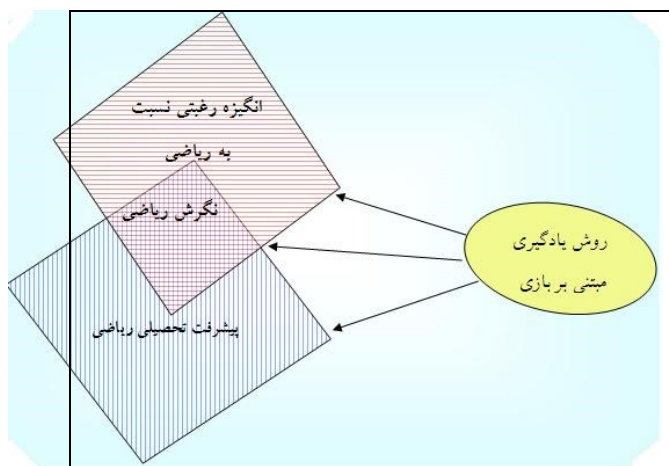 انگیزه رغبتی نسبت
به ریاضی
نگرش ریاضی
پیشرفت تحصیلی ریاضی
روش یادگیری
مبتنی بر بازی